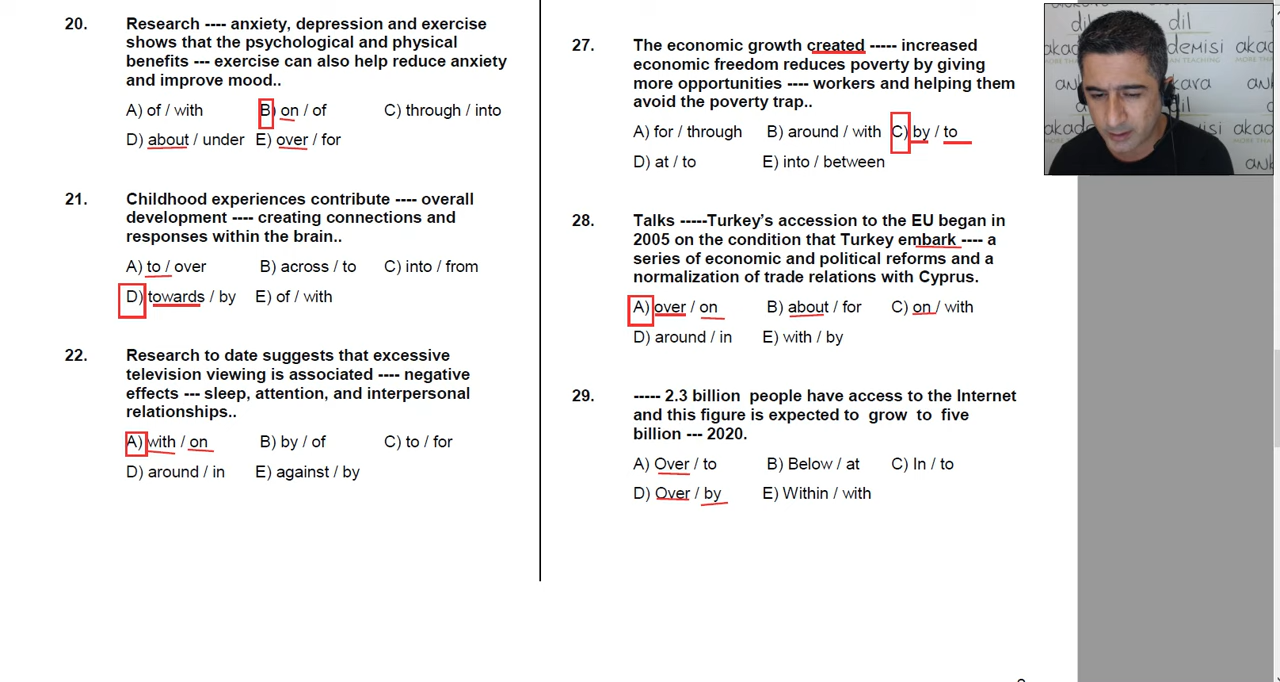 20. Research ---- anxiety, depression and exercise
shows that the psychological and physical
benefits --- exercise can also help reduce anxiety
and improve mood..
A) of / with B) on / of C) through / into
D) about / under E) over / for
21. Childhood experiences contribute ---- overall
development ---- creating connections and
responses within the brain..
A) to / over B) across / to C) into / from
D) towards / by E) of / with
22. Research to date suggests that excessive
television viewing is associated ---- negative
effects --- sleep, attention, and interpersonal
relationships..
A) with / on B) by / of C) to / for
D) around / in E) against / by
27. The economic growth created ----- increased
economic freedom reduces poverty by giving
more opportunities ---- workers and helping them
avoid the poverty trap..
A) for / through B) around / with C) by / to
D) at / to E) into / between
28. Talks -----Turkey's accession to the EU began in
2005 on the condition that Turkey embark ---- a
series of economic and political reforms and a
normalization of trade relations with Cyprus.
A) over / on B) about / for C) on / with
D) around / in E) with / by
29. ----- 2.3 billion people have access to the Internet
and this figure is expected to grow to five
billion --- 2020.
A) Over / to B) Below / at C) In / to
D) Over / by E) Within / with
dil dil
akademisi